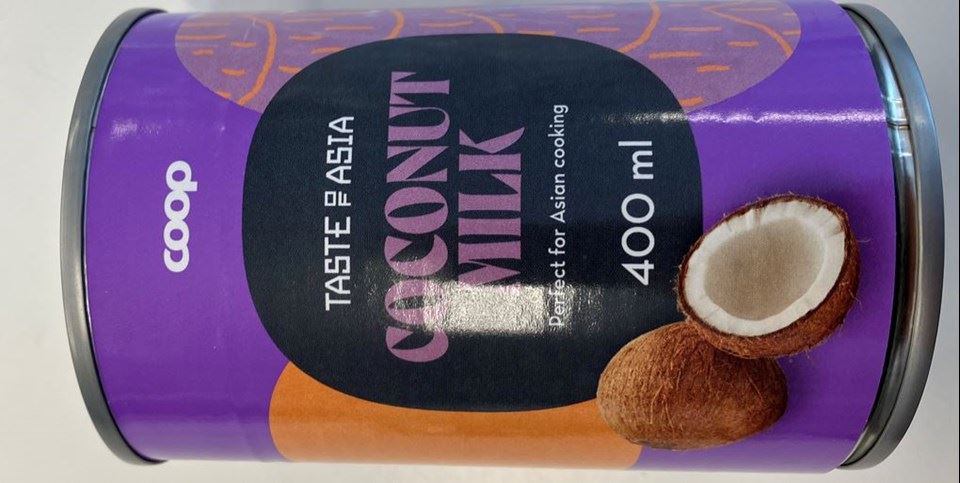 coop
TASTE OF ASIA
COCONUT
MILK
Perfect for Asian cooking
400 ml